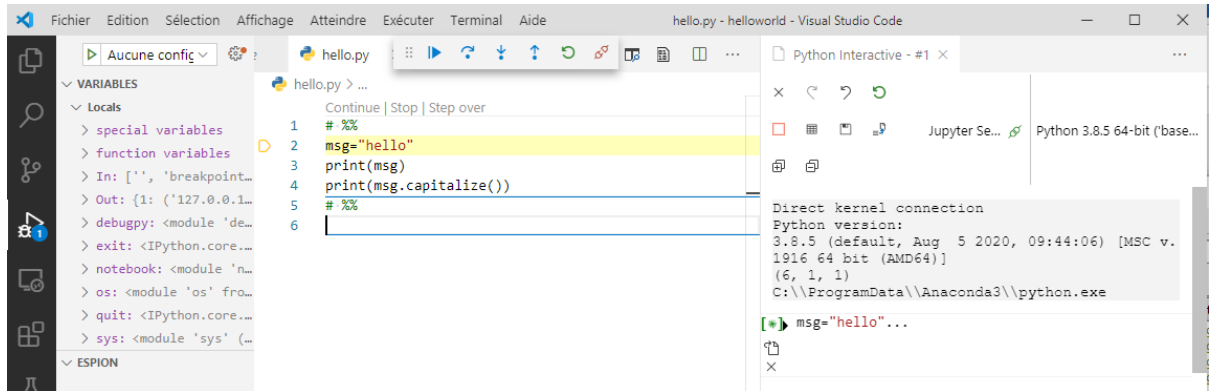 Fichier Edition Sélection Affichage Atteindre Exécuter Terminal Aide hello.py - helloworld - Visual Studio Code
Aucune config
hello.py
Python Interactive - #1
VARIABLES
Locals
special variables
function variables
In: ['', 'breakpoint...
Out: {1: ('127.0.0.1...
debugpy: <module 'de...
exit: <IPython.core....
notebook: <module 'n...
os: <module 'os' fro...
quit: <IPython.core....
sys: <module 'sys' (...
ESPION
1
hello.py > ...
Continue | Stop | Step over
1 # %%
2 msg="hello"
3 print(msg)
4 print(msg.capitalize())
5 # %%
6
Jupyter Se... Python 3.8.5 64-bit ('base...
Direct kernel connection
Python version:
3.8.5 (default, Aug 5 2020, 09:44:06) [MSC v.
1916 64 bit (AMD64)]
(6, 1, 1)
C:\\ProgramData\\Anaconda3\\python.exe
[*] msg="hello"...